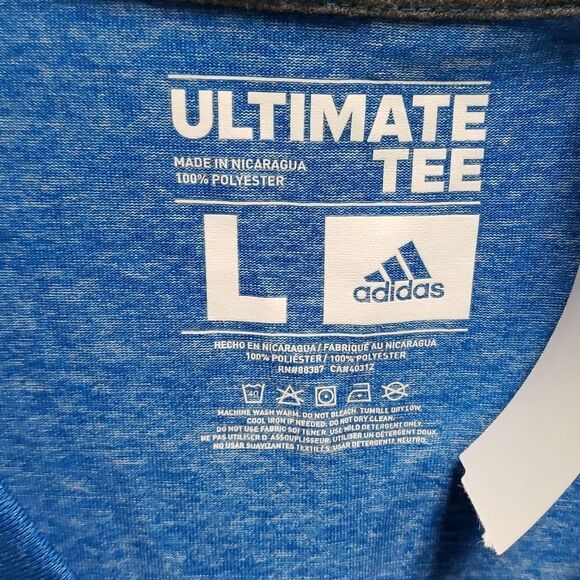 ULTIMATE
TEE
MADE IN NICARAGUA
100% POLYESTER
L
adidas
HECHO EN NICARAGUA / FABRIQUÉ AU NICARAGUA
100% POLIÉSTER / 100% POLYESTER
RN#88387 CA#40312
40
MACHINE WASH WARM. DO NOT BLEACH. TUMBLE DRY LOW.
COOL IRON IF NEEDED. DO NOT DRY CLEAN.
DO NOT USE FABRIC SOFTENER. USE MILD DETERGENT ONLY.
NE PAS UTILISER D'ASSOUPLISSEUR. UTILISER UN DÉTERGENT DOUX.
NO USAR SUAVIZANTES TEXTILES. USAR DETERGENTE NEUTRO.